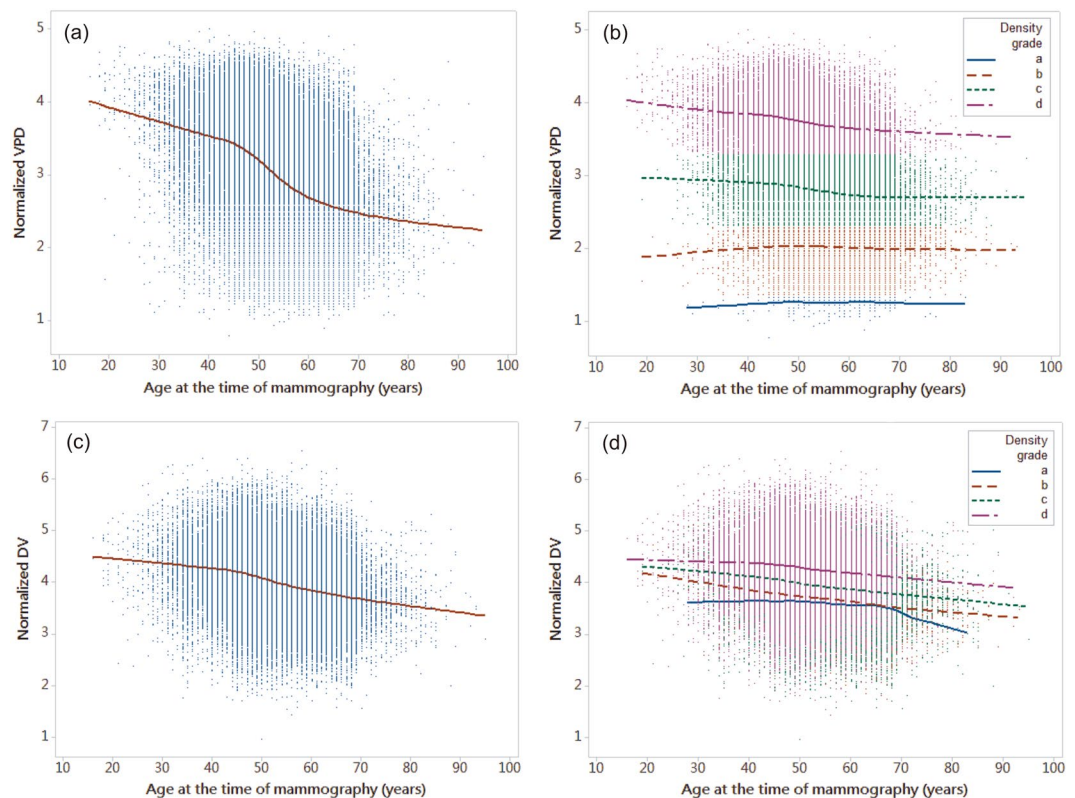 (a)
Normalized VPD
5
4
3
2
1
10 20 30 40 50 60 70 80 90 100
Age at the time of mammography (years)
(b)
Density
grade
a
b
c
d
Normalized VPD
5
4
3
2
1
10 20 30 40 50 60 70 80 90 100
Age at the time of mammography (years)
(c)
Normalized DV
7
6
5
4
3
2
1
10 20 30 40 50 60 70 80 90 100
Age at the time of mammography (years)
(d)
Density
grade
a
b
c
d
Normalized DV
7
6
5
4
3
2
1
10 20 30 40 50 60 70 80 90 100
Age at the time of mammography (years)